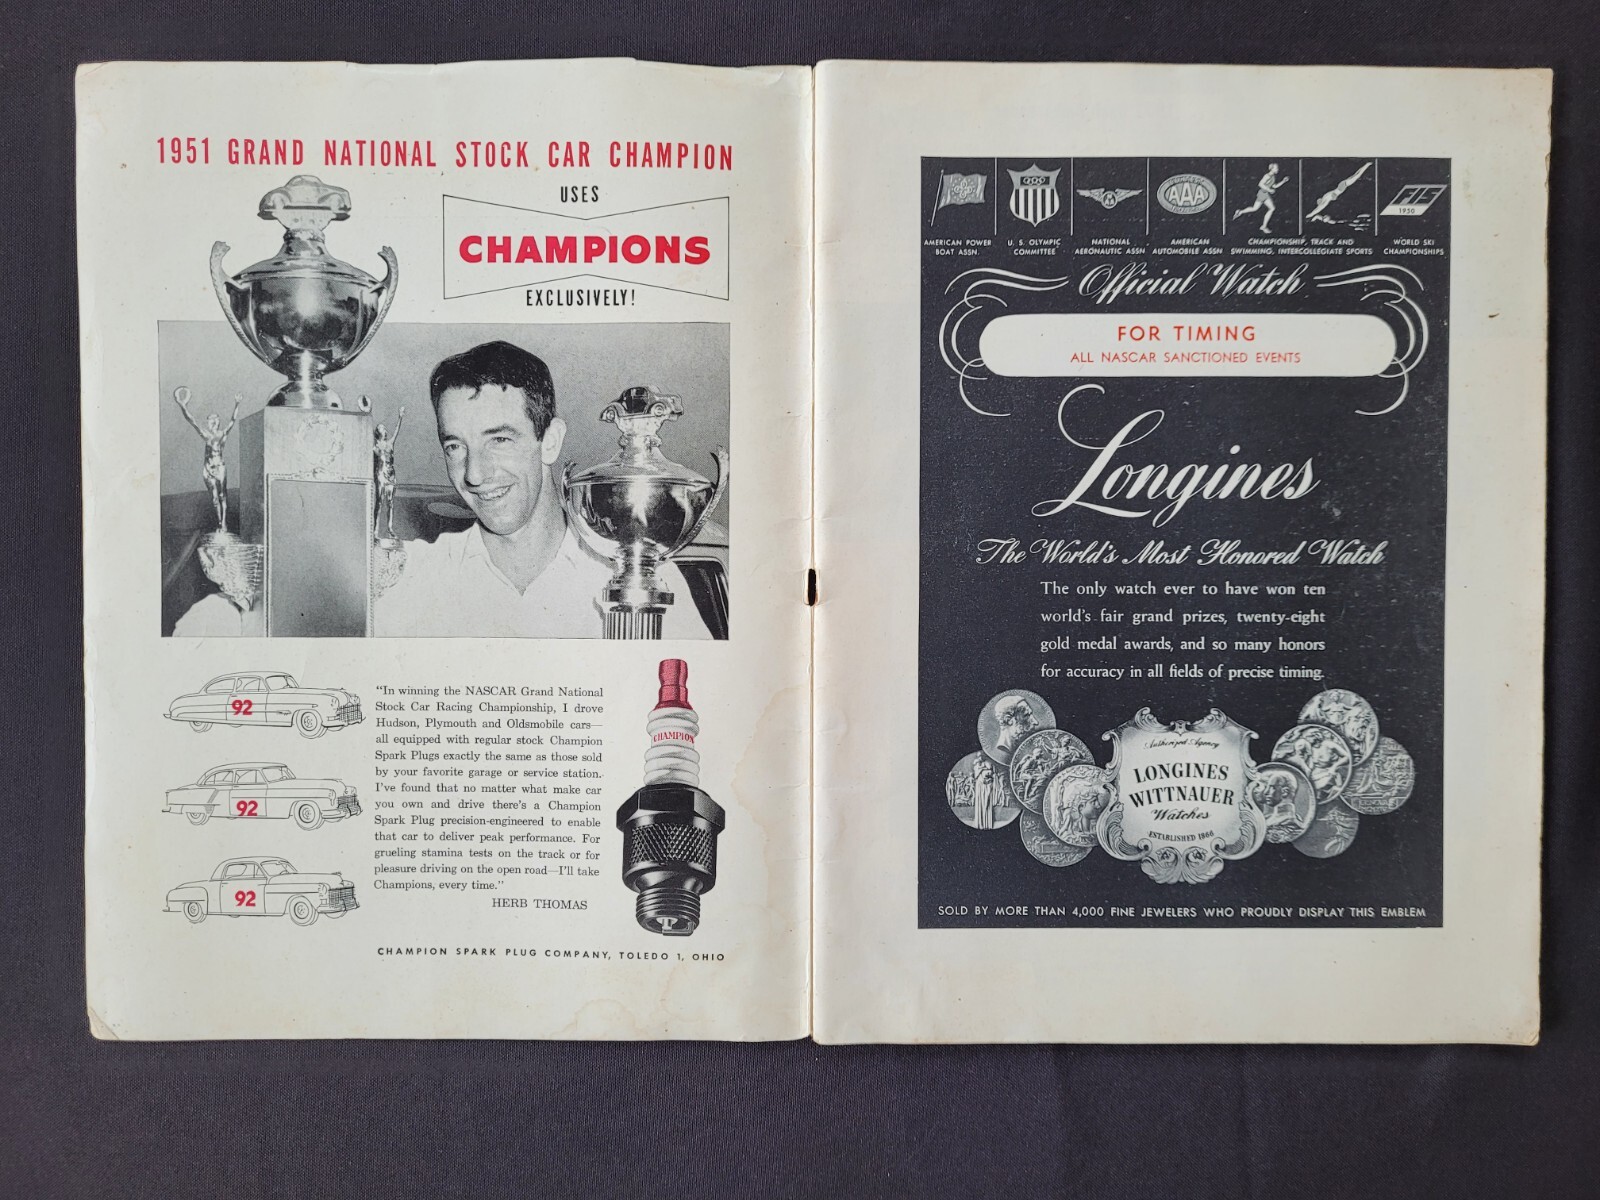 1951 GRAND NATIONAL STOCK CAR CHAMPION
USES
CHAMPIONS
EXCLUSIVELY!
92
92
92
"In winning the NASCAR Grand National
Stock Car Racing Championship, I drove
Hudson, Plymouth and Oldsmobile cars—
all equipped with regular stock Champion
Spark Plugs exactly the same as those sold
by your favorite garage or service station.
I've found that no matter what make car
you own and drive there's a Champion
Spark Plug precision-engineered to enable
that car to deliver peak performance. For
grueling stamina tests on the track or for
pleasure driving on the open road—I'll take
Champions, every time."
HERB THOMAS
CHAMPION
CHAMPION SPARK PLUG COMPANY, TOLEDO 1, OHIO
AAA
FIS
1950
AMERICAN POWER
BOAT ASSN.
U. S. OLYMPIC
COMMITTEE
NATIONAL
AERONAUTIC ASSN
AMERICAN
AUTOMOBILE ASSN
CHAMPIONSHIP, TRACK AND
SWIMMING, INTERCOLLEGIATE SPORTS
WORLD SKI
CHAMPIONSHIPS
Official Watch
FOR TIMING
ALL NASCAR SANCTIONED EVENTS
Longines
The World's Most Honored Watch
The only watch ever to have won ten
world's fair grand prizes, twenty-eight
gold medal awards, and so many honors
for accuracy in all fields of precise timing.
Authorized Agency
LONGINES
WITTNAUER
Watches
ESTABLISHED 1866
SOLD BY MORE THAN 4,000 FINE JEWELERS WHO PROUDLY DISPLAY THIS EMBLEM